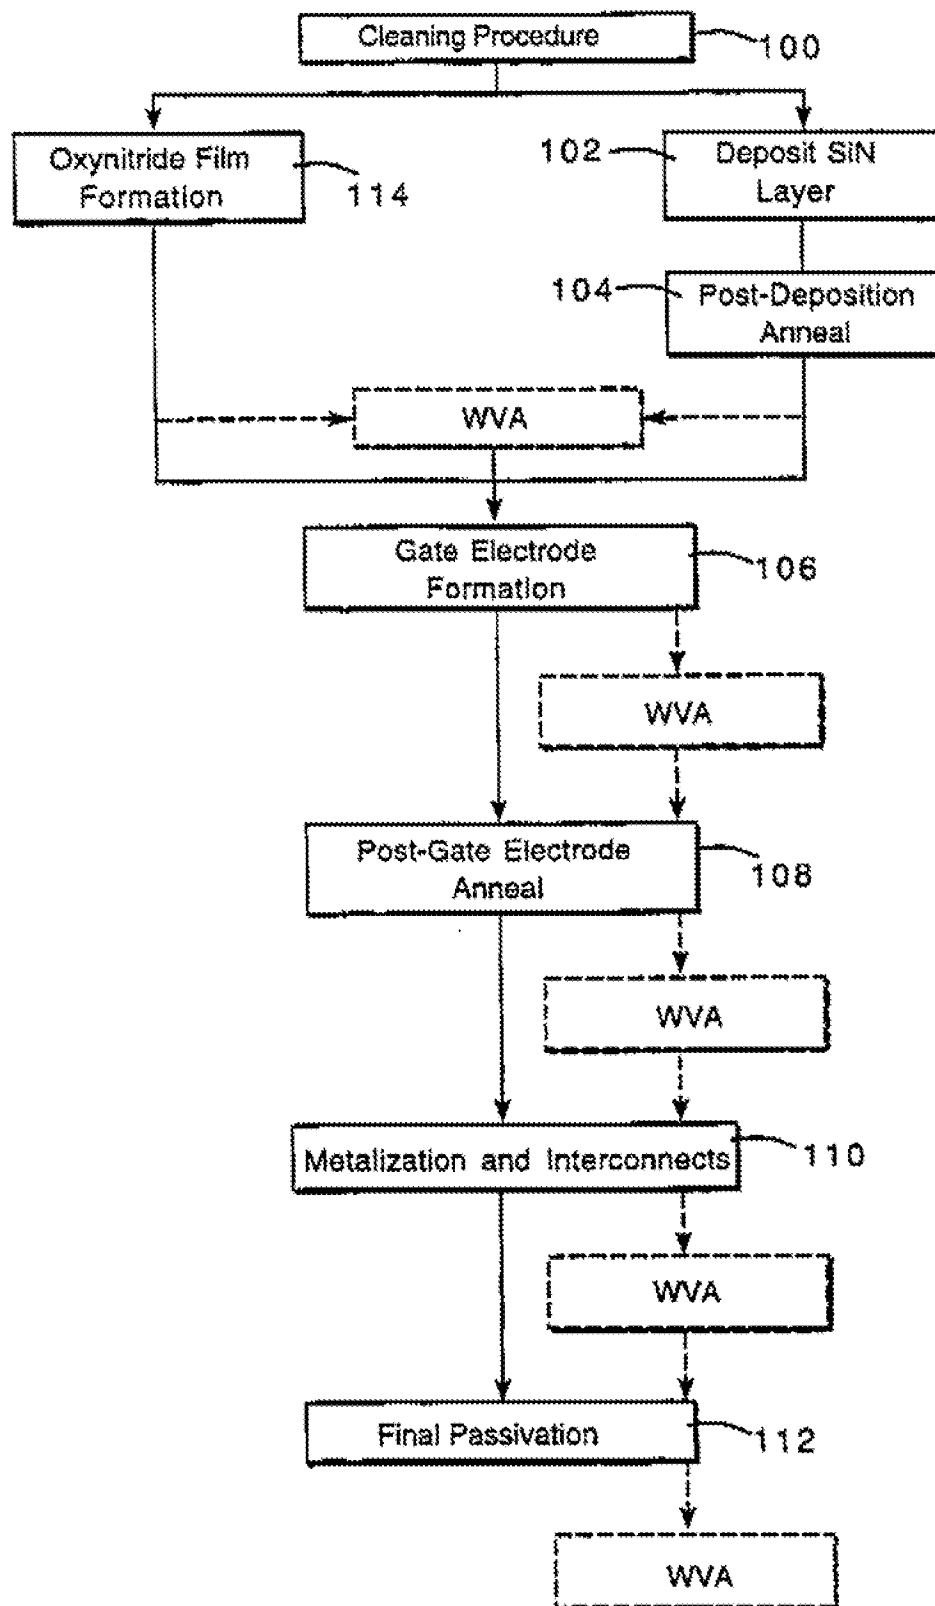 Cleaning Procedure
100
Oxynitride Film
Formation
114
102
Deposit SiN
Layer
104
Post-Deposition
Anneal
WVA
Gate Electrode
Formation
106
WVA
Post-Gate Electrode
Anneal
108
WVA
Metalization and Interconnects
110
WVA
Final Passivation
112
WVA